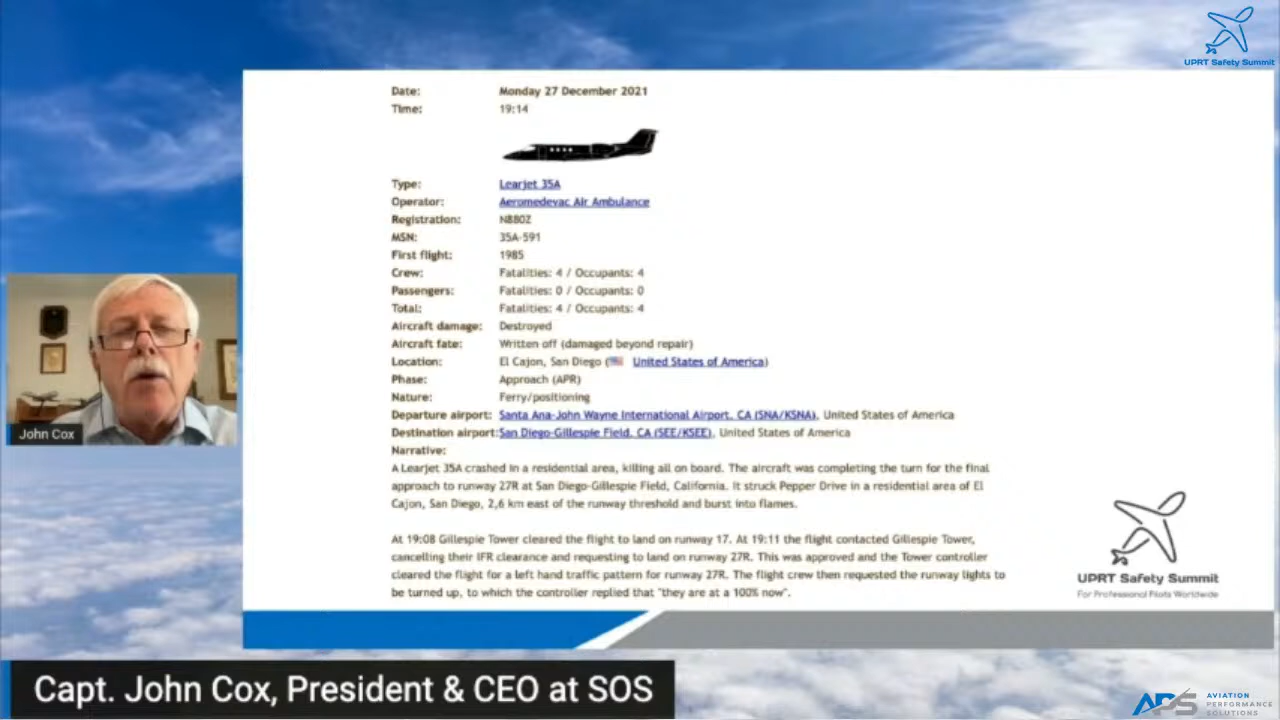 UPRT Safety Summit
Date: Monday 27 December 2021
Time: 19:14
Type: Learjet 35A
Operator: Aeromedevac Air Ambulance
Registration: N880Z
MSN: 35A-591
First flight: 1985
Crew: Fatalities: 4 / Occupants: 4
Passengers: Fatalities: 0 / Occupants: 0
Total: Fatalities: 4 / Occupants: 4
Aircraft damage: Destroyed
Aircraft fate: Written off (damaged beyond repair)
Location: El Cajon, San Diego ( United States of America)
Phase: Approach (APR)
Nature: Ferry/positioning
Departure airport: Santa Ana-John Wayne International Airport, CA (SNA/KSNA), United States of America
Destination airport: San Diego-Gillespie Field, CA (SEE/KSEE), United States of America
Narrative:
A Learjet 35A crashed in a residential area, killing all on board. The aircraft was completing the turn for the final
approach to runway 27R at San Diego-Gillespie Field, California. It struck Pepper Drive in a residential area of El
Cajon, San Diego, 2,6 km east of the runway threshold and burst into flames.
At 19:08 Gillespie Tower cleared the flight to land on runway 17. At 19:11 the flight contacted Gillespie Tower,
cancelling their IFR clearance and requesting to land on runway 27R. This was approved and the Tower controller
cleared the flight for a left hand traffic pattern for runway 27R. The flight crew then requested the runway lights to
be turned up, to which the controller replied that "they are at a 100% now".
John Cox
UPRT Safety Summit
For Professional Pilots Worldwide
Capt. John Cox, President & CEO at SOS
APS AVIATION
PERFORMANCE
SOLUTIONS